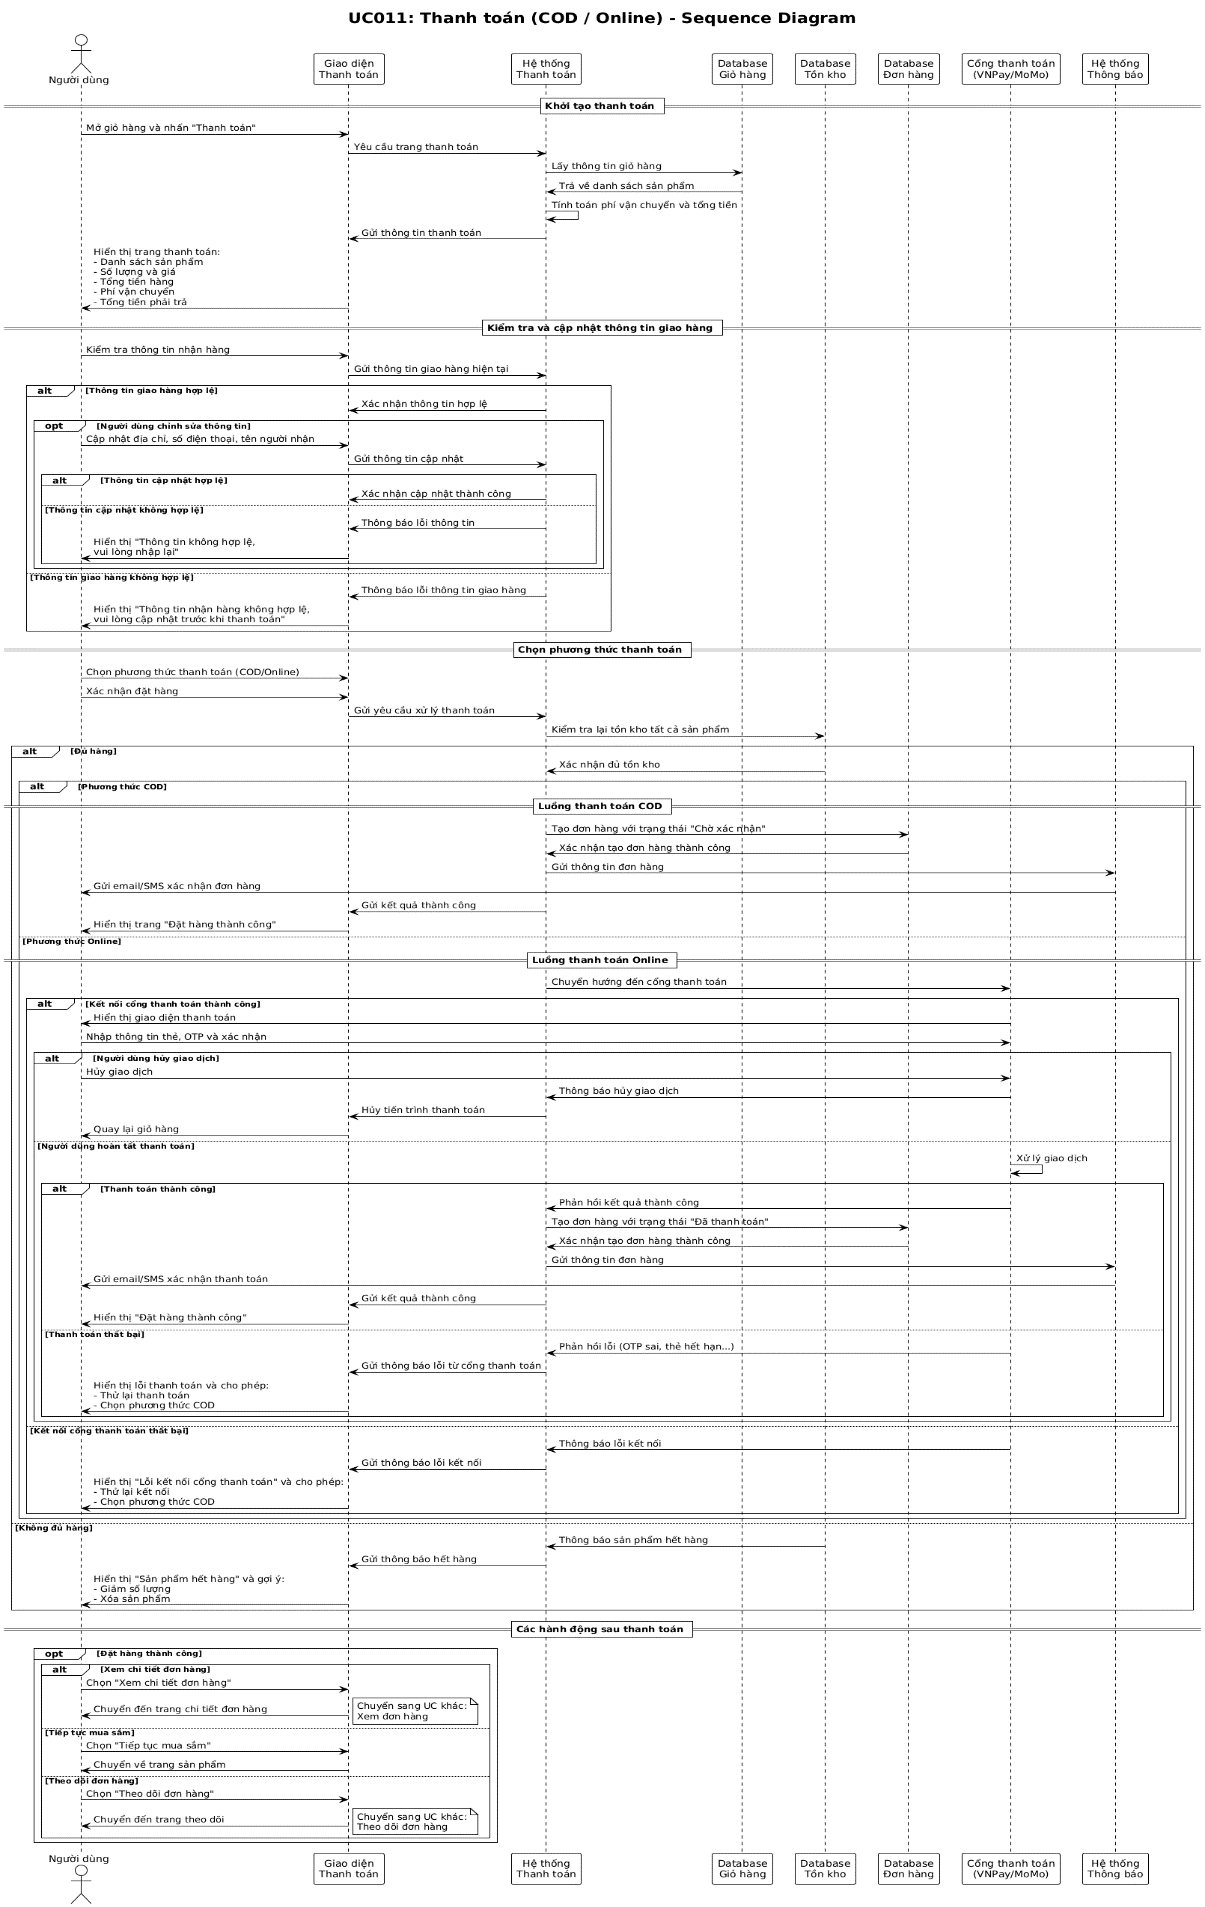 UC011: Thanh toán (COD / Online) - Sequence Diagram
Người dùng
Giao diện
Thanh toán
Hệ thống
Thanh toán
Database
Giỏ hàng
Database
Tồn kho
Database
Đơn hàng
Cổng thanh toán
(VNPay/MoMo)
Hệ thống
Thông báo
Khởi tạo thanh toán
Mở giỏ hàng và nhấn "Thanh toán"
Yêu cầu trang thanh toán
Lấy thông tin giỏ hàng
Trả về danh sách sản phẩm
Tính toán phí vận chuyển và tổng tiền
Gửi thông tin thanh toán
Hiển thị trang thanh toán:
- Danh sách sản phẩm
- Số lượng và giá
- Tổng tiền hàng
- Phí vận chuyển
- Tổng tiền phải trả
Kiểm tra và cập nhật thông tin giao hàng
Kiểm tra thông tin nhận hàng
Gửi thông tin giao hàng hiện tại
alt [Thông tin giao hàng hợp lệ]
Xác nhận thông tin hợp lệ
opt [Người dùng chỉnh sửa thông tin]
Cập nhật địa chỉ, số điện thoại, tên người nhận
Gửi thông tin cập nhật
alt [Thông tin cập nhật hợp lệ]
Xác nhận cập nhật thành công
[Thông tin cập nhật không hợp lệ]
Thông báo lỗi thông tin
Hiển thị "Thông tin không hợp lệ,
vui lòng nhập lại"
[Thông tin giao hàng không hợp lệ]
Thông báo lỗi thông tin giao hàng
Hiển thị "Thông tin nhận hàng không hợp lệ,
vui lòng cập nhật trước khi thanh toán"
Chọn phương thức thanh toán
Chọn phương thức thanh toán (COD/Online)
Xác nhận đặt hàng
Gửi yêu cầu xử lý thanh toán
Kiểm tra lại tồn kho tất cả sản phẩm
alt [Đủ hàng]
Xác nhận đủ tồn kho
alt [Phương thức COD]
Luồng thanh toán COD
Tạo đơn hàng với trạng thái "Chờ xác nhận"
Xác nhận tạo đơn hàng thành công
Gửi thông tin đơn hàng
Gửi email/SMS xác nhận đơn hàng
Gửi kết quả thành công
Hiển thị trang "Đặt hàng thành công"
[Phương thức Online]
Luồng thanh toán Online
Chuyển hướng đến cổng thanh toán
alt [Kết nối cổng thanh toán thành công]
Hiển thị giao diện thanh toán
Nhập thông tin thẻ, OTP và xác nhận
alt [Người dùng hủy giao dịch]
Hủy giao dịch
Thông báo hủy giao dịch
Hủy tiến trình thanh toán
Quay lại giỏ hàng
[Người dùng hoàn tất thanh toán]
Xử lý giao dịch
alt [Thanh toán thành công]
Phản hồi kết quả thành công
Tạo đơn hàng với trạng thái "Đã thanh toán"
Xác nhận tạo đơn hàng thành công
Gửi thông tin đơn hàng
Gửi email/SMS xác nhận thanh toán
Gửi kết quả thành công
Hiển thị "Đặt hàng thành công"
[Thanh toán thất bại]
Phản hồi lỗi (OTP sai, thẻ hết hạn...)
Gửi thông báo lỗi từ cổng thanh toán
Hiển thị lỗi thanh toán và cho phép:
- Thử lại thanh toán
- Chọn phương thức COD
[Kết nối cổng thanh toán thất bại]
Thông báo lỗi kết nối
Gửi thông báo lỗi kết nối
Hiển thị "Lỗi kết nối cổng thanh toán" và cho phép:
- Thử lại kết nối
- Chọn phương thức COD
[Không đủ hàng]
Thông báo sản phẩm hết hàng
Gửi thông báo hết hàng
Hiển thị "Sản phẩm hết hàng" và gợi ý:
- Giảm số lượng
- Xóa sản phẩm
Các hành động sau thanh toán
opt [Đặt hàng thành công]
alt [Xem chi tiết đơn hàng]
Chọn "Xem chi tiết đơn hàng"
Chuyển đến trang chi tiết đơn hàng
Chuyển sang UC khác:
Xem đơn hàng
[Tiếp tục mua sắm]
Chọn "Tiếp tục mua sắm"
Chuyển về trang sản phẩm
[Theo dõi đơn hàng]
Chọn "Theo dõi đơn hàng"
Chuyển đến trang theo dõi
Chuyển sang UC khác:
Theo dõi đơn hàng
Người dùng
Giao diện
Thanh toán
Hệ thống
Thanh toán
Database
Giỏ hàng
Database
Tồn kho
Database
Đơn hàng
Cổng thanh toán
(VNPay/MoMo)
Hệ thống
Thông báo